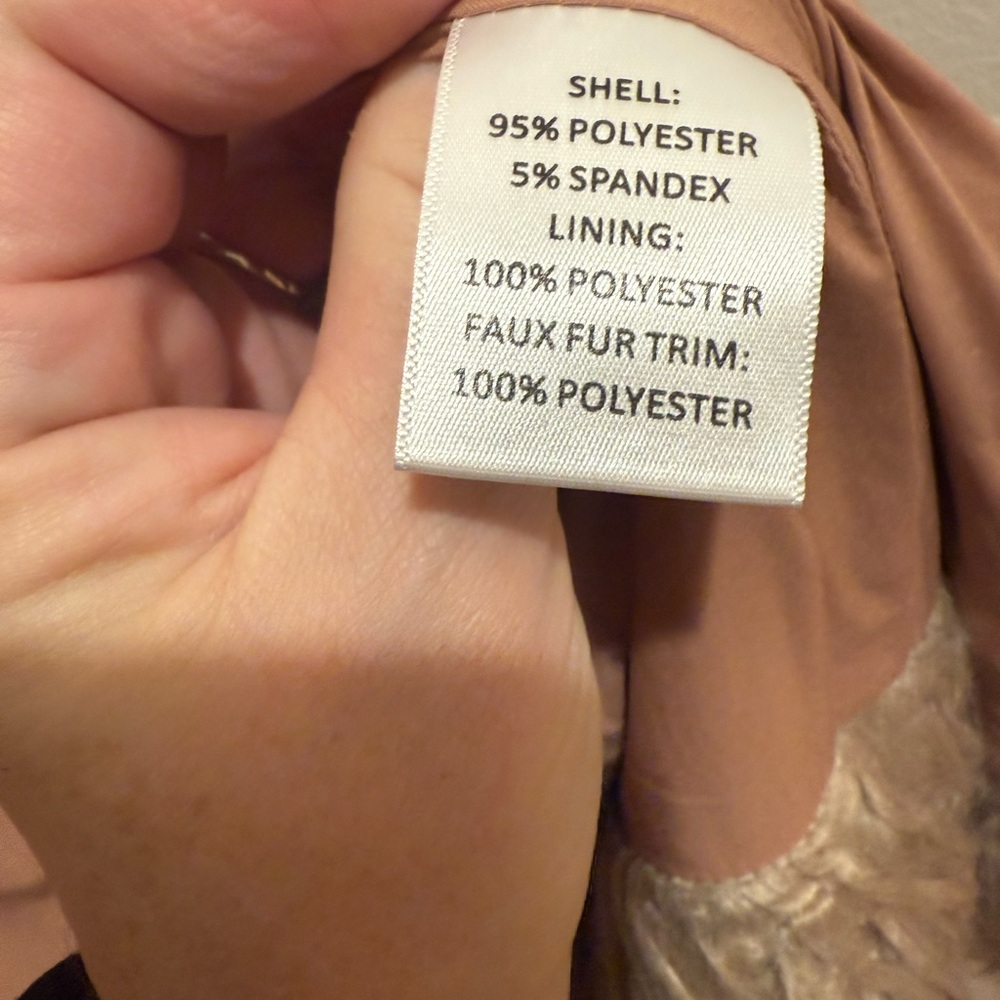 SHELL:
95% POLYESTER
5% SPANDEX
LINING:
100% POLYESTER
FAUX FUR TRIM:
100% POLYESTER